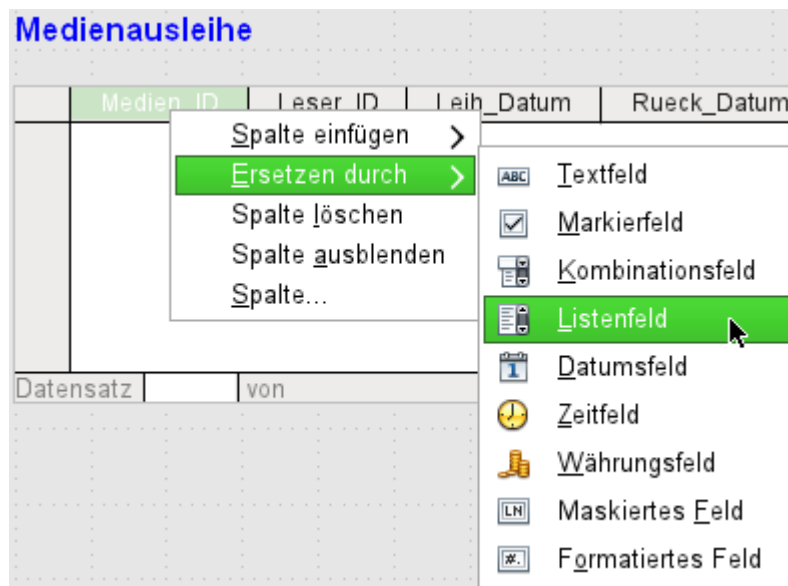 Medienausleihe
Medien_ID Leser_ID Leih_Datum Rueck_Datum
Spalte einfügen
Ersetzen durch
Spalte löschen
Spalte ausblenden
Spalte...
ABC Textfeld
Markierfeld
Kombinationsfeld
Listenfeld
1 Datumsfeld
Zeitfeld
Währungsfeld
LN Maskiertes Feld
#. Formatiertes Feld
Datensatz von